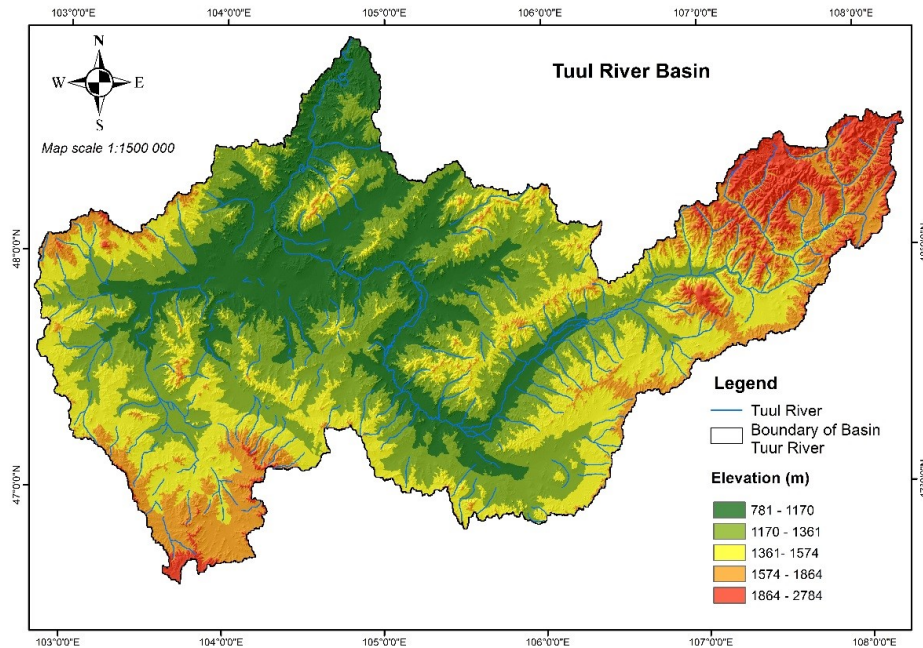 103°0'0"E 104°0'0"E 105°0'0"E 106°0'0"E 107°0'0"E 108°0'0"E
N
W E
S
Map scale 1:1500 000
Tuul River Basin
48°0'0"N
47°0'0"N
Legend
Tuul River
Boundary of Basin
Tuur River
Elevation (m)
781 - 1170
1170 - 1361
1361- 1574
1574 - 1864
1864 - 2784
103°0'0"E 104°0'0"E 105°0'0"E 106°0'0"E 107°0'0"E 108°0'0"E